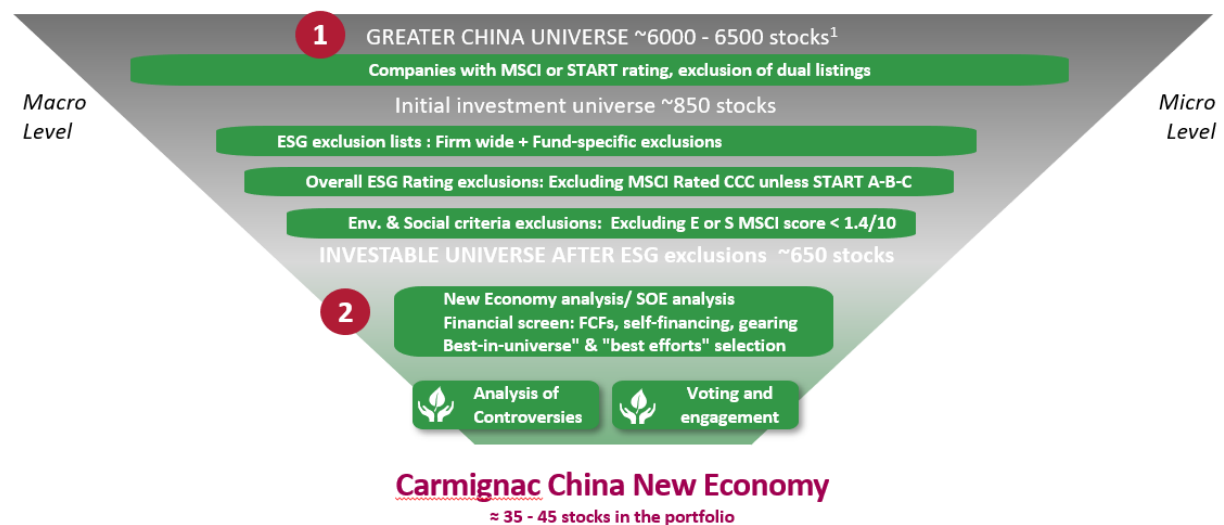 1
GREATER CHINA UNIVERSE ~6000 - 6500 stocks¹
Companies with MSCI or START rating, exclusion of dual listings
Macro
Level
Micro
Level
Initial investment universe ~850 stocks
ESG exclusion lists : Firm wide + Fund-specific exclusions
Overall ESG Rating exclusions: Excluding MSCI Rated CCC unless START A-B-C
Env. & Social criteria exclusions: Excluding E or S MSCI score < 1.4/10
INVESTABLE UNIVERSE AFTER ESG exclusions ~650 stocks
2
New Economy analysis/ SOE analysis
Financial screen: FCFs, self-financing, gearing
Best-in-universe" & "best efforts" selection
Analysis of
Controversies
Voting and
engagement
Carmignac China New Economy
≈ 35 - 45 stocks in the portfolio